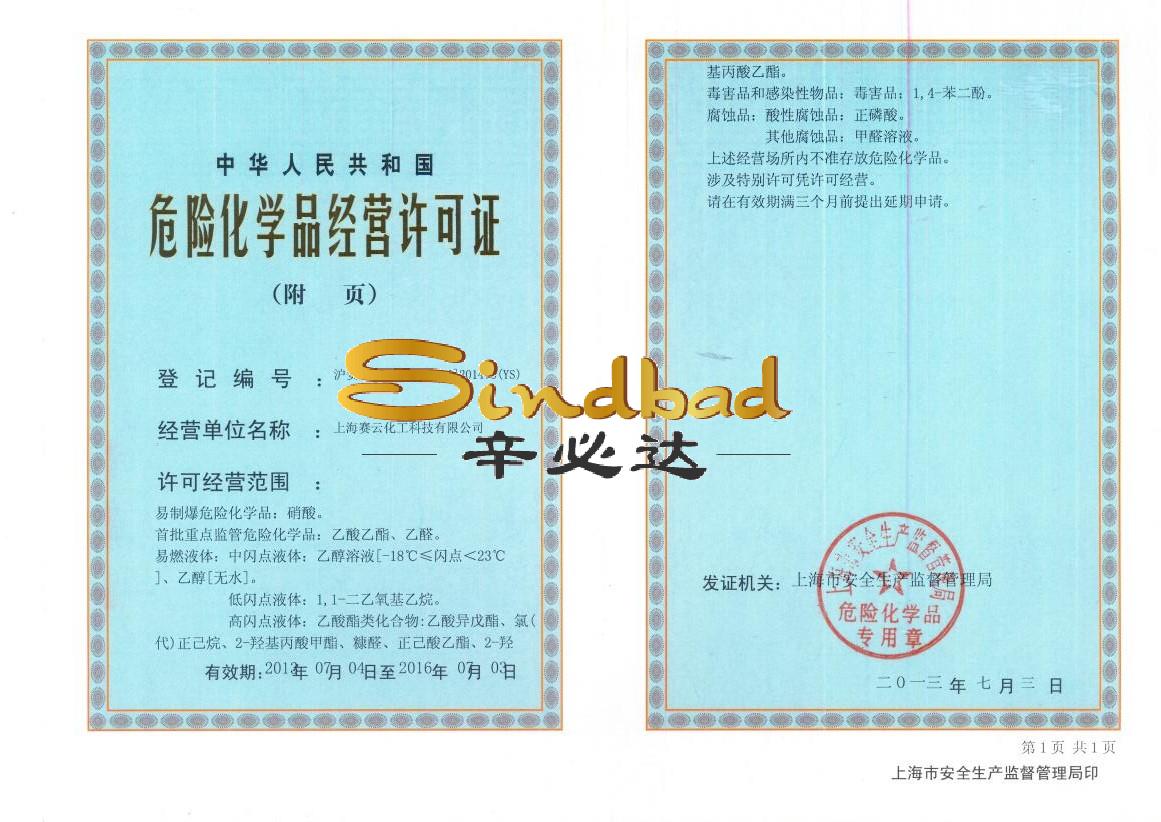 中华人民共和国
危险化学品经营许可证
(附 页)
登记编号 : 沪 (YS)
经营单位名称 : 上海赛云化工科技有限公司
许可经营范围 :
易制爆危险化学品: 硝酸。
首批重点监管危险化学品: 乙酸乙酯、乙醛。
易燃液体: 中闪点液体: 乙醇溶液[-18℃≤闪点<23℃
]、乙醇[无水]。
低闪点液体: 1,1-二乙氧基乙烷。
高闪点液体: 乙酸酯类化合物:乙酸异戊酯、氯(
代)正己烷、2-羟基丙酸甲酯、糠醛、正己酸乙酯、2-羟
有效期:2013年 07月 04日至2016年 07月 03日
基丙酸乙酯。
毒害品和感染性物品: 毒害品: 1,4-苯二酚。
腐蚀品: 酸性腐蚀品: 正磷酸。
其他腐蚀品: 甲醛溶液。
上述经营场所内不准存放危险化学品。
涉及特别许可凭许可经营。
请在有效期满三个月前提出延期申请。
Sindbad
辛必达
发证机关: 上海市安全生产监督管理局
上海市安全生产监督管理局
危险化学品
专用章
二〇一三 年 七 月 三 日
第1页 共1页
上海市安全生产监督管理局印